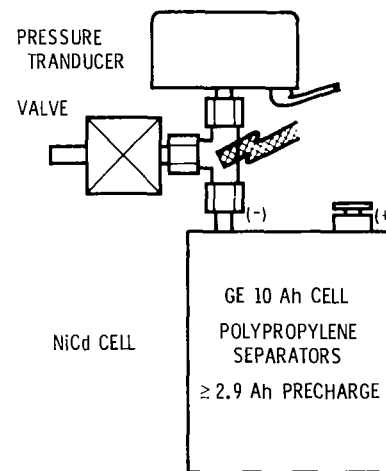 PRESSURE
TRANDUCER
VALVE
(-)
(+
GE 10 Ah CELL
POLYPROPYLENE
SEPARATORS
≥ 2.9 Ah PRECHARGE
NiCd CELL